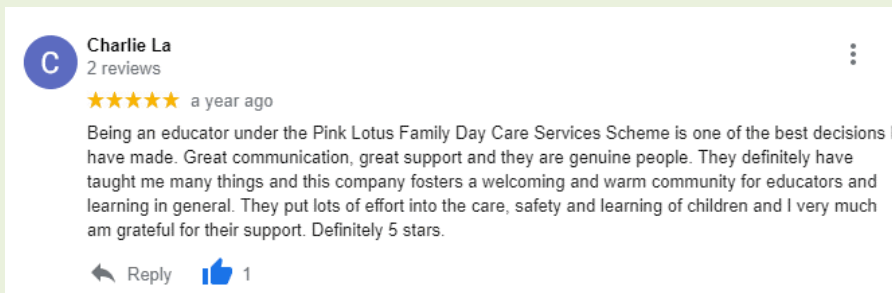 C
Charlie La
2 reviews
a year ago
Being an educator under the Pink Lotus Family Day Care Services Scheme is one of the best decisions
have made. Great communication, great support and they are genuine people. They definitely have
taught me many things and this company fosters a welcoming and warm community for educators and
learning in general. They put lots of effort into the care, safety and learning of children and I very much
am grateful for their support. Definitely 5 stars.
Reply 1